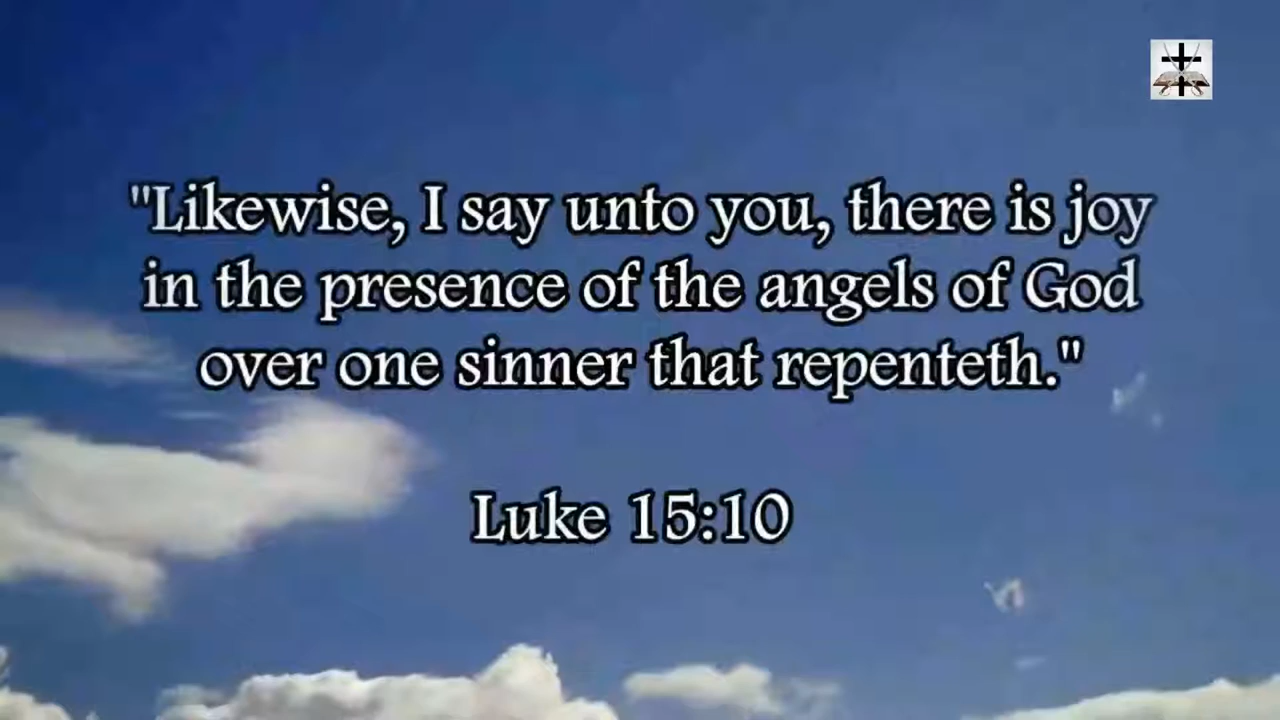 "Likewise, I say unto you, there is joy
in the presence of the angels of God
over one sinner that repenteth."
Luke 15:10